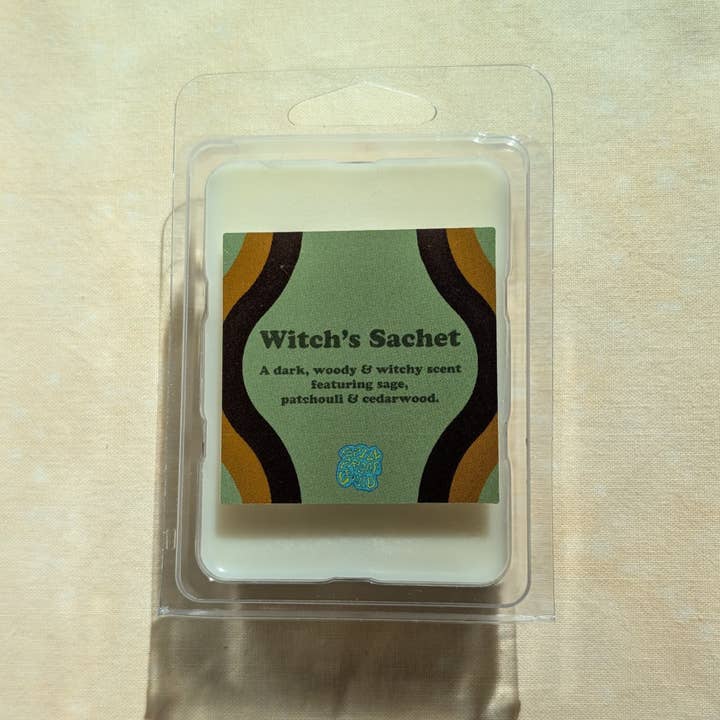 Witch's Sachet
A dark, woody & witchy scent
featuring sage,
patchouli & cedarwood.